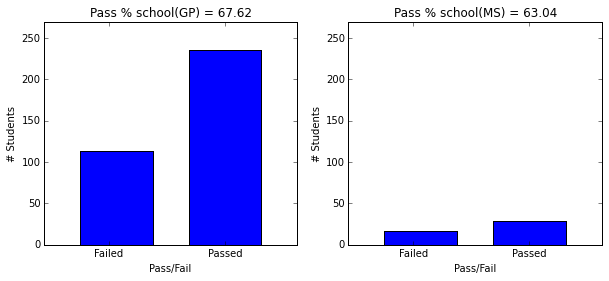 Pass % school(GP) = 67.62
250
200
150
100
50
0
# Students
Failed
Passed
Pass/Fail
Pass % school(MS) = 63.04
250
200
150
100
50
0
# Students
Failed
Passed
Pass/Fail